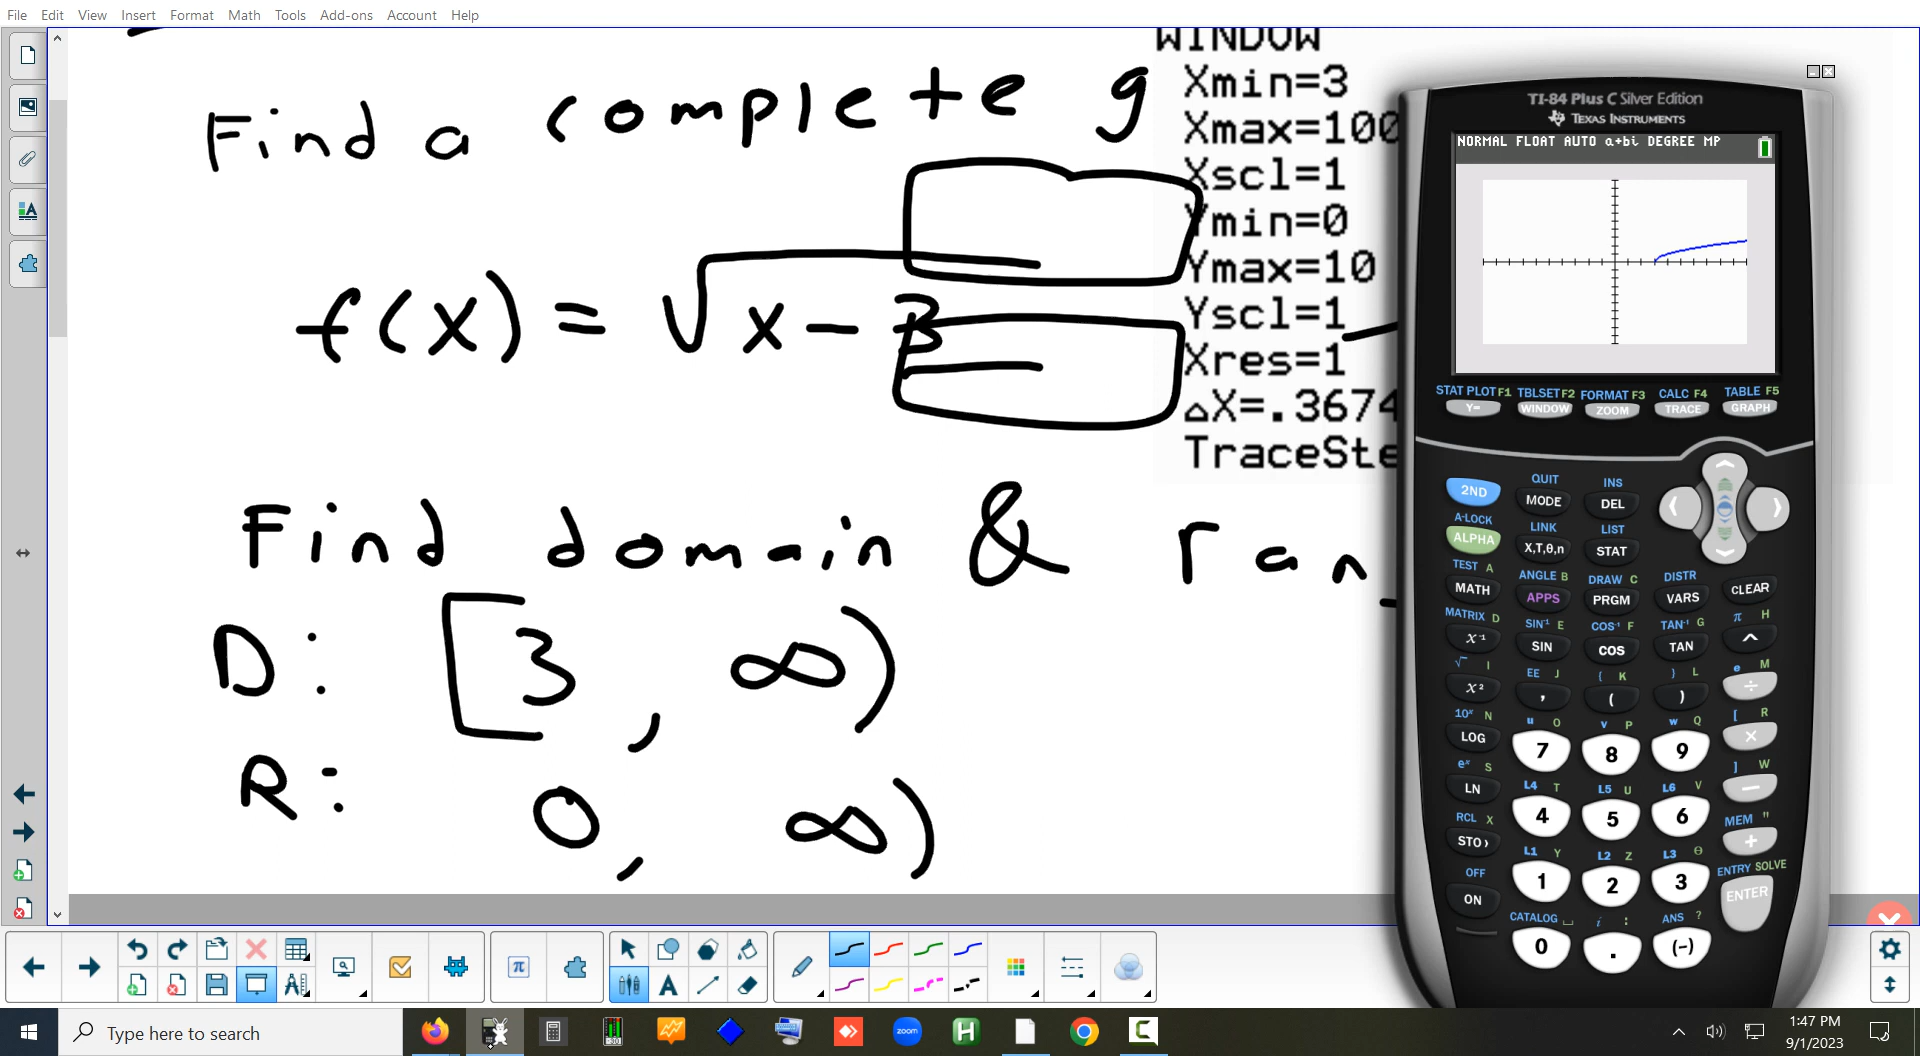 File Edit View Insert Format Math Tools Add-ons Account Help
Find a complete g
f(x) = √x - 3
Find domain & ran
D: [3, ∞)
R: 0, ∞)
WINDOW
Xmin=3
Xmax=100
Xscl=1
Ymin=0
Ymax=10
Yscl=1
Xres=1
△X=.3674
TraceSte
TI-84 Plus C Silver Edition
TEXAS INSTRUMENTS
NORMAL FLOAT AUTO a+bi DEGREE MP
STAT PLOT F1 TBLSET F2 FORMAT F3 CALC F4 TABLE F5
Y= WINDOW ZOOM TRACE GRAPH
QUIT INS
2ND MODE DEL
A-LOCK LINK LIST
ALPHA X,T,θ,n STAT
TEST A ANGLE B DRAW C DISTR
MATH APPS PRGM VARS CLEAR
MATRIX D SIN⁻¹ E COS⁻¹ F TAN⁻¹ G π H
x⁻¹ SIN COS TAN ^
√ I EE J { K } L e M
x² , ( ) ÷
10ˣ N u O v P w Q [ R
LOG 7 8 9 ×
eˣ S L4 T L5 U L6 V ] W
LN 4 5 6 −
RCL X L1 Y L2 Z L3 θ MEM "
STO› 1 2 3 +
OFF CATALOG i : ANS ? ENTRY SOLVE
ON 0 . (-) ENTER
π
A
Type here to search
zoom
H
C
1:47 PM
9/1/2023